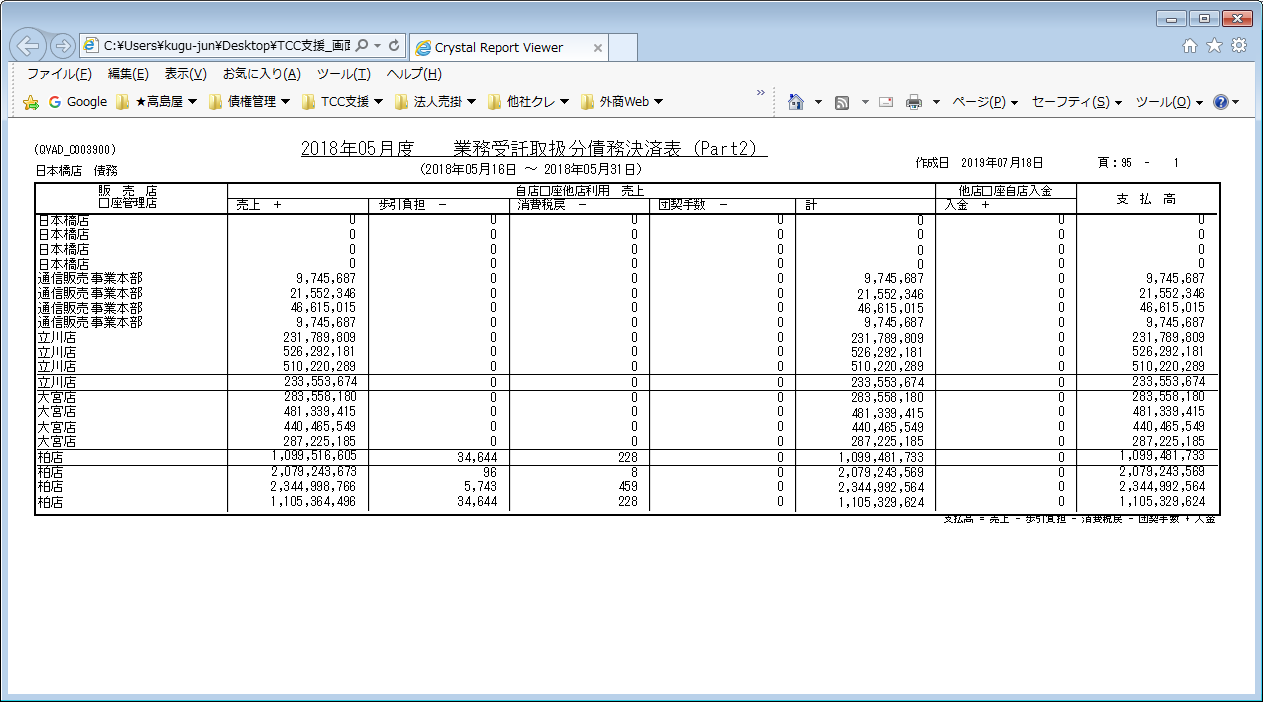 C:¥Users¥kugu-jun¥Desktop¥TCC支援_画面
Crystal Report Viewer
ファイル(F) 編集(E) 表示(V) お気に入り(A) ツール(T) ヘルプ(H)
Google ★高島屋 債権管理 TCC支援 法人売掛 他社クレ 外商Web » ページ(P) セーフティ(S) ツール(O)
(QVAD_C003900) 2018年05月度 業務受託取扱分債務決済表 (Part2)
日本橋店 債務 (2018年05月16日 ～ 2018年05月31日) 作成日 2019年07月18日 頁：95 - 1
販 売 店 自店口座他店利用 売上 他店口座自店入金 支 払 高
口座管理店 売上 + 歩引負担 － 消費税戻 － 団契手数 － 計 入金 +
日本橋店 0 0 0 0 0 0 0
日本橋店 0 0 0 0 0 0 0
日本橋店 0 0 0 0 0 0 0
日本橋店 0 0 0 0 0 0 0
通信販売事業本部 9,745,687 0 0 0 9,745,687 0 9,745,687
通信販売事業本部 21,552,346 0 0 0 21,552,346 0 21,552,346
通信販売事業本部 46,615,015 0 0 0 46,615,015 0 46,615,015
通信販売事業本部 9,745,687 0 0 0 9,745,687 0 9,745,687
立川店 231,789,809 0 0 0 231,789,809 0 231,789,809
立川店 526,292,181 0 0 0 526,292,181 0 526,292,181
立川店 510,220,289 0 0 0 510,220,289 0 510,220,289
立川店 233,553,674 0 0 0 233,553,674 0 233,553,674
大宮店 283,558,180 0 0 0 283,558,180 0 283,558,180
大宮店 481,339,415 0 0 0 481,339,415 0 481,339,415
大宮店 440,465,549 0 0 0 440,465,549 0 440,465,549
大宮店 287,225,185 0 0 0 287,225,185 0 287,225,185
柏店 1,099,516,605 34,644 228 0 1,099,481,733 0 1,099,481,733
柏店 2,079,243,673 96 8 0 2,079,243,569 0 2,079,243,569
柏店 2,344,998,766 5,743 459 0 2,344,992,564 0 2,344,992,564
柏店 1,105,364,496 34,644 228 0 1,105,329,624 0 1,105,329,624
支払高 = 売上 - 歩引負担 - 消費税戻 - 団契手数 + 入金